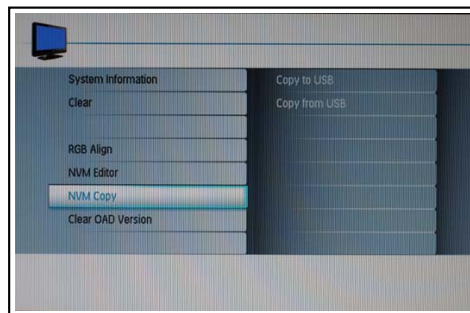 System Information
Clear
RGB Align
NVM Editor
NVM Copy
Clear OAD Version
Copy to USB
Copy from USB